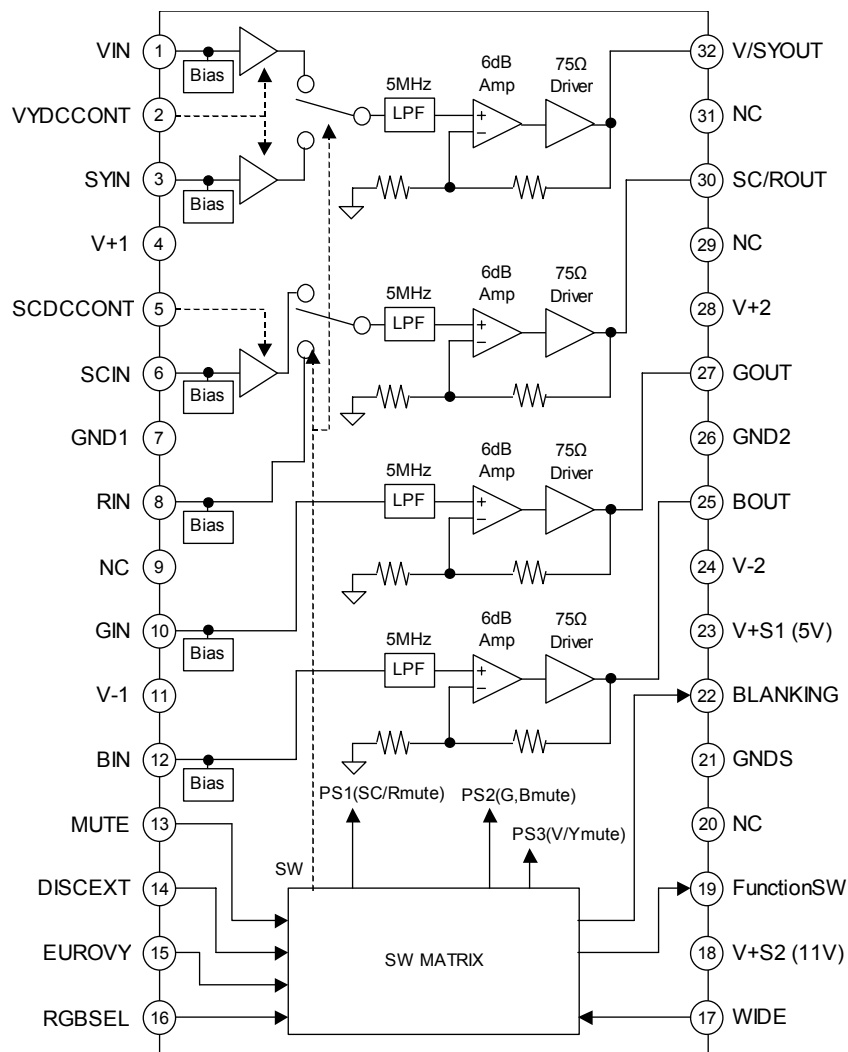 VIN 1
Bias
VYDCCONT 2
SYIN 3
Bias
V+1 4
SCDCCONT 5
SCIN 6
Bias
GND1 7
RIN 8
Bias
NC 9
GIN 10
Bias
V-1 11
BIN 12
Bias
MUTE 13
DISCEXT 14
EUROVY 15
RGBSEL 16
5MHz
LPF
6dB
Amp
+
−
75Ω
Driver
5MHz
LPF
6dB
Amp
+
−
75Ω
Driver
5MHz
LPF
6dB
Amp
+
−
75Ω
Driver
5MHz
LPF
6dB
Amp
+
−
75Ω
Driver
PS1(SC/Rmute)
PS2(G,Bmute)
PS3(V/Ymute)
SW
SW MATRIX
32 V/SYOUT
31 NC
30 SC/ROUT
29 NC
28 V+2
27 GOUT
26 GND2
25 BOUT
24 V-2
23 V+S1 (5V)
22 BLANKING
21 GNDS
20 NC
19 FunctionSW
18 V+S2 (11V)
17 WIDE